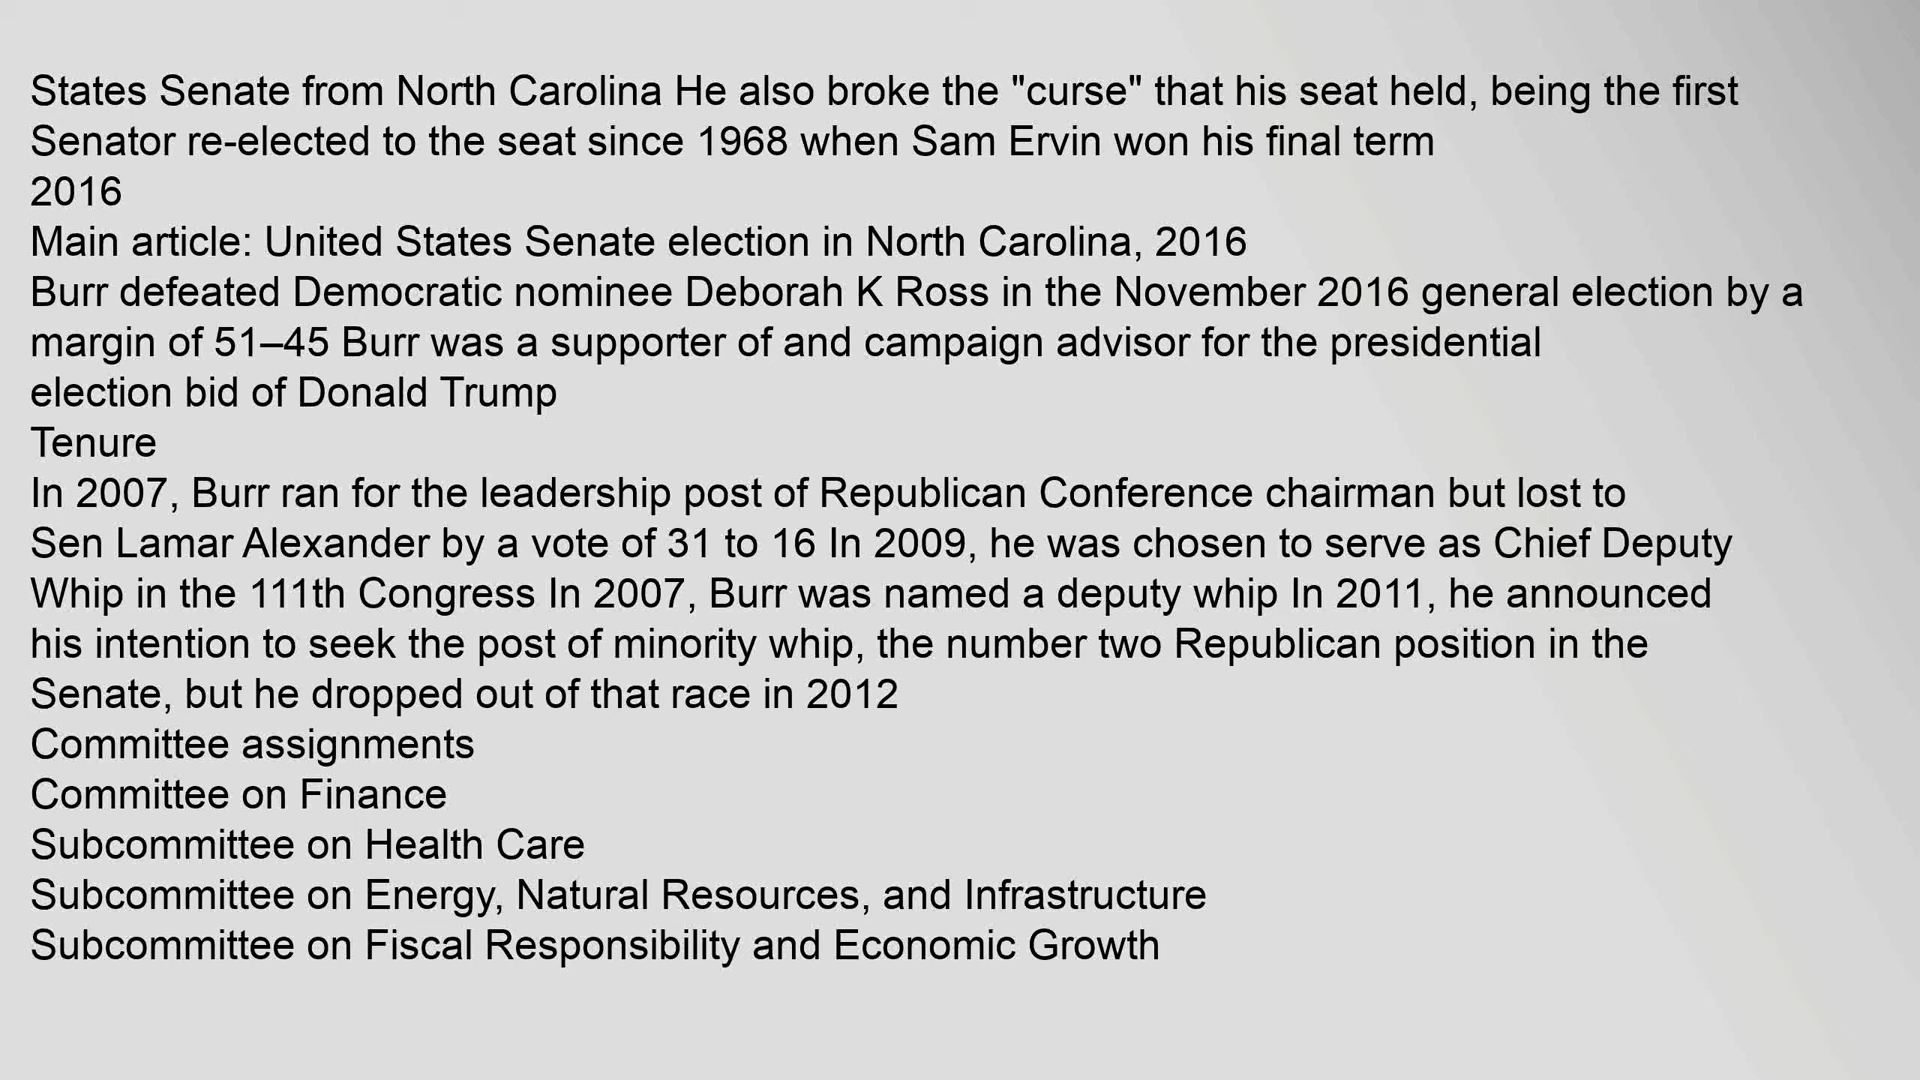 States Senate from North Carolina He also broke the "curse" that his seat held, being the first
Senator re-elected to the seat since 1968 when Sam Ervin won his final term
2016
Main article: United States Senate election in North Carolina, 2016
Burr defeated Democratic nominee Deborah K Ross in the November 2016 general election by a
margin of 51–45 Burr was a supporter of and campaign advisor for the presidential
election bid of Donald Trump
Tenure
In 2007, Burr ran for the leadership post of Republican Conference chairman but lost to
Sen Lamar Alexander by a vote of 31 to 16 In 2009, he was chosen to serve as Chief Deputy
Whip in the 111th Congress In 2007, Burr was named a deputy whip In 2011, he announced
his intention to seek the post of minority whip, the number two Republican position in the
Senate, but he dropped out of that race in 2012
Committee assignments
Committee on Finance
Subcommittee on Health Care
Subcommittee on Energy, Natural Resources, and Infrastructure
Subcommittee on Fiscal Responsibility and Economic Growth